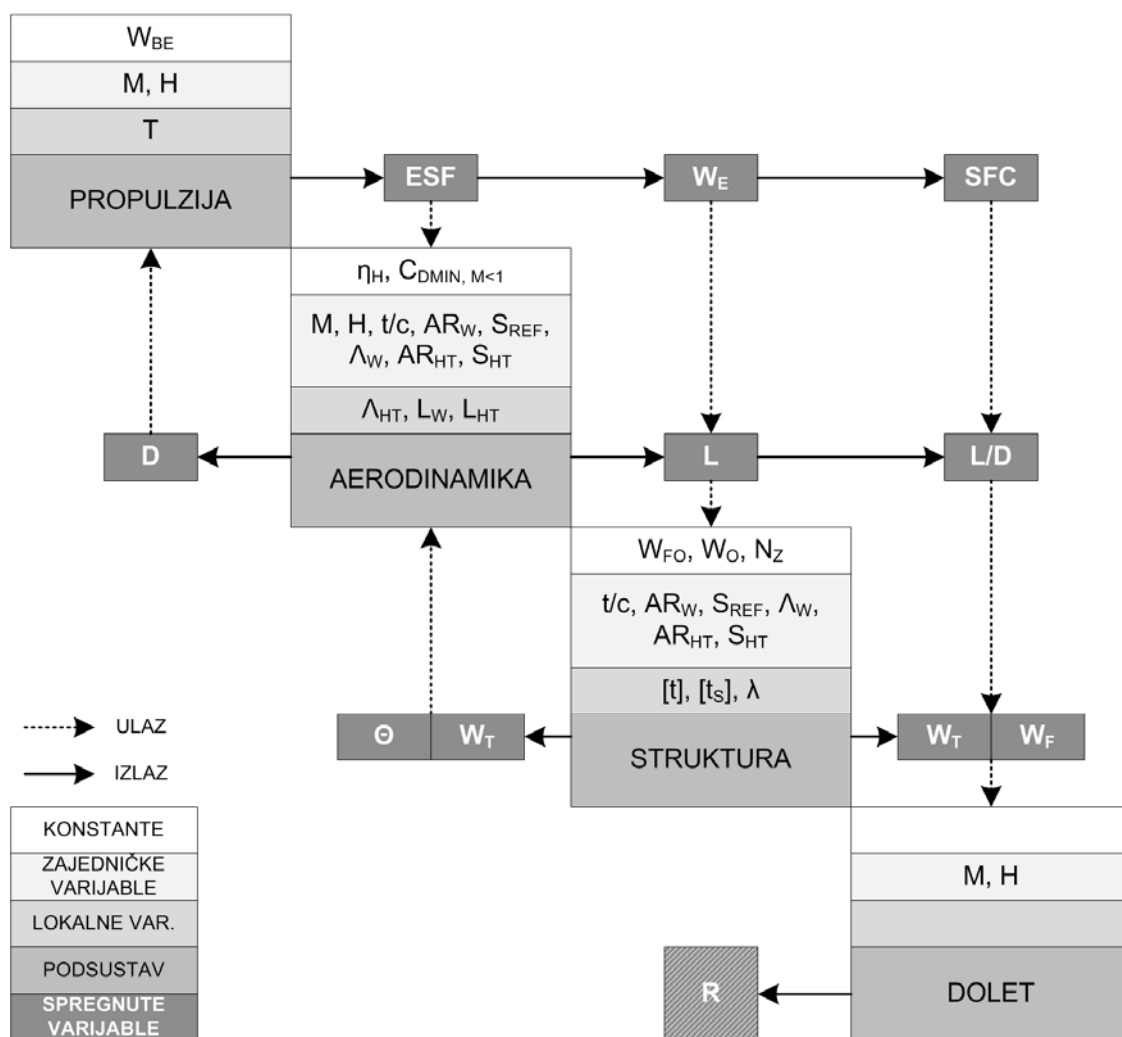 W_BE
M, H
T
PROPULZIJA
ESF
W_E
SFC
η_H, C_DMIN, M<1
M, H, t/c, AR_W, S_REF,
Λ_W, AR_HT, S_HT
Λ_HT, L_W, L_HT
AERODINAMIKA
D
L
L/D
W_FO, W_O, N_Z
t/c, AR_W, S_REF, Λ_W,
AR_HT, S_HT
[t], [t_S], λ
STRUKTURA
Θ
W_T
W_T
W_F
ULAZ
IZLAZ
KONSTANTE
ZAJEDNIČKE
VARIJABLE
LOKALNE VAR.
PODSUSTAV
SPREGNUTE
VARIJABLE
M, H
DOLET
R